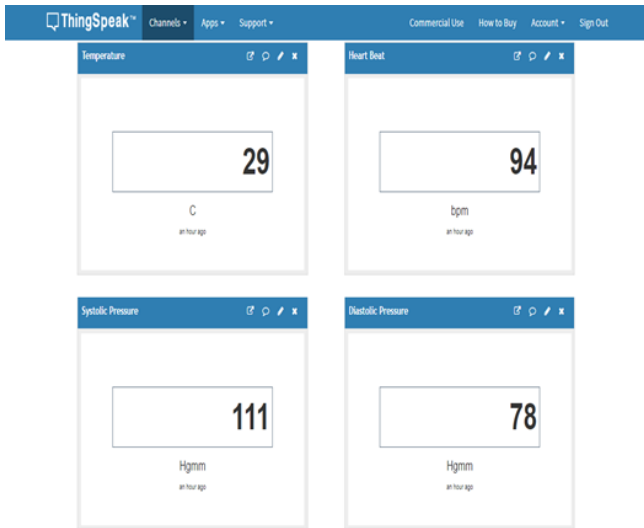 ThingSpeak™ Channels Apps Support Commercial Use How to Buy Account Sign Out
Temperature
29
C
an hour ago
Heart Beat
94
bpm
an hour ago
Systolic Pressure
111
Hgmm
an hour ago
Diastolic Pressure
78
Hgmm
an hour ago